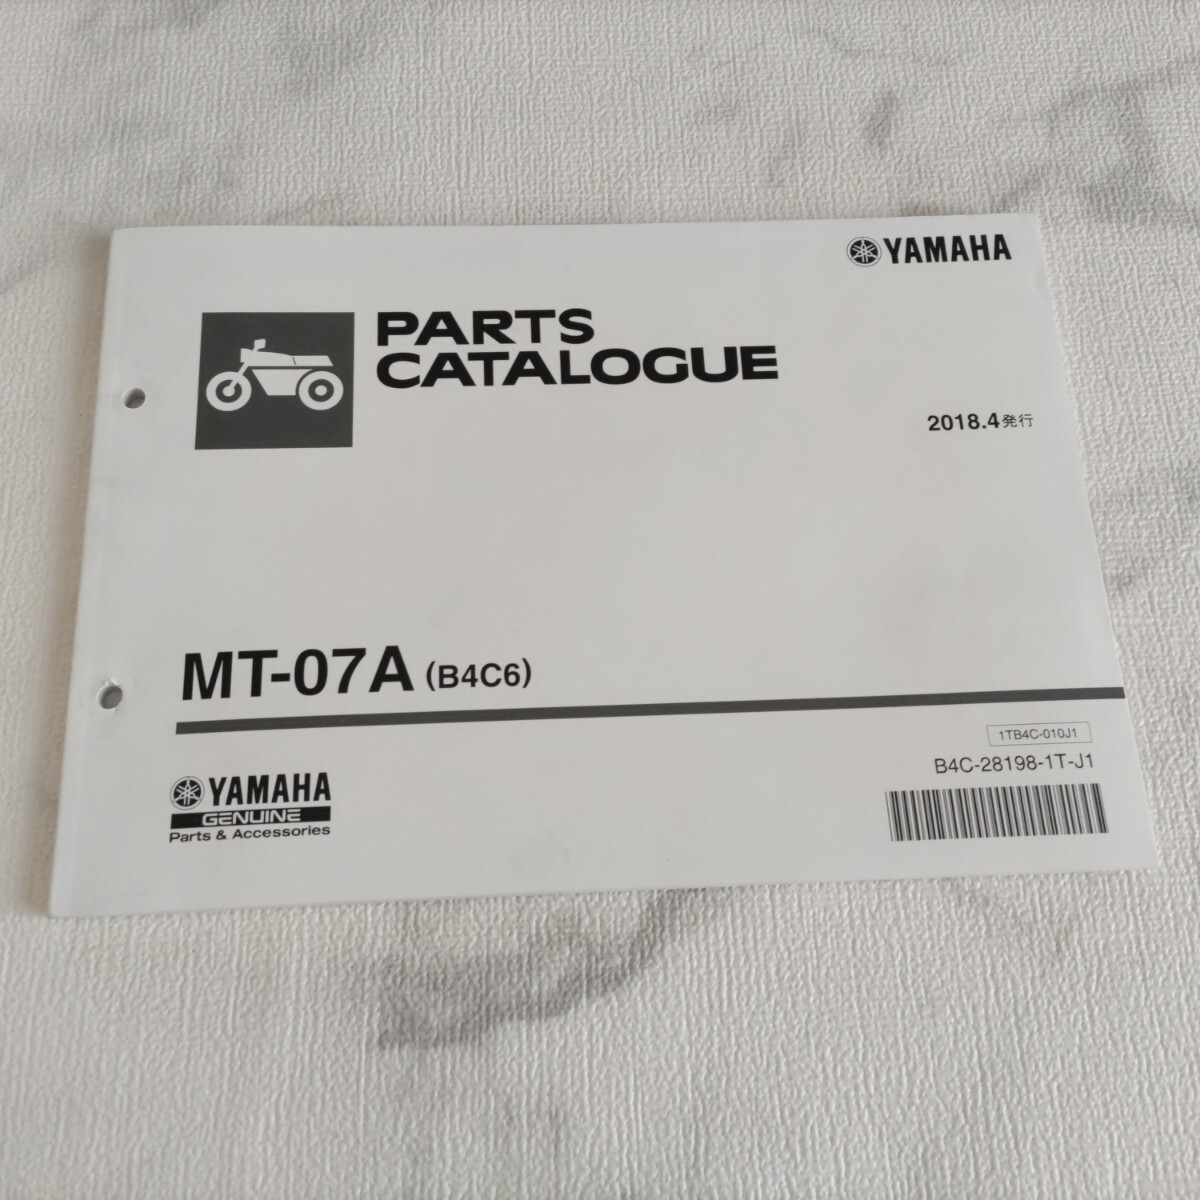 YAMAHA
PARTS
CATALOGUE
2018.4発行
MT-07A (B4C6)
1TB4C-010J1
B4C-28198-1T-J1
YAMAHA
GENUINE
Parts & Accessories